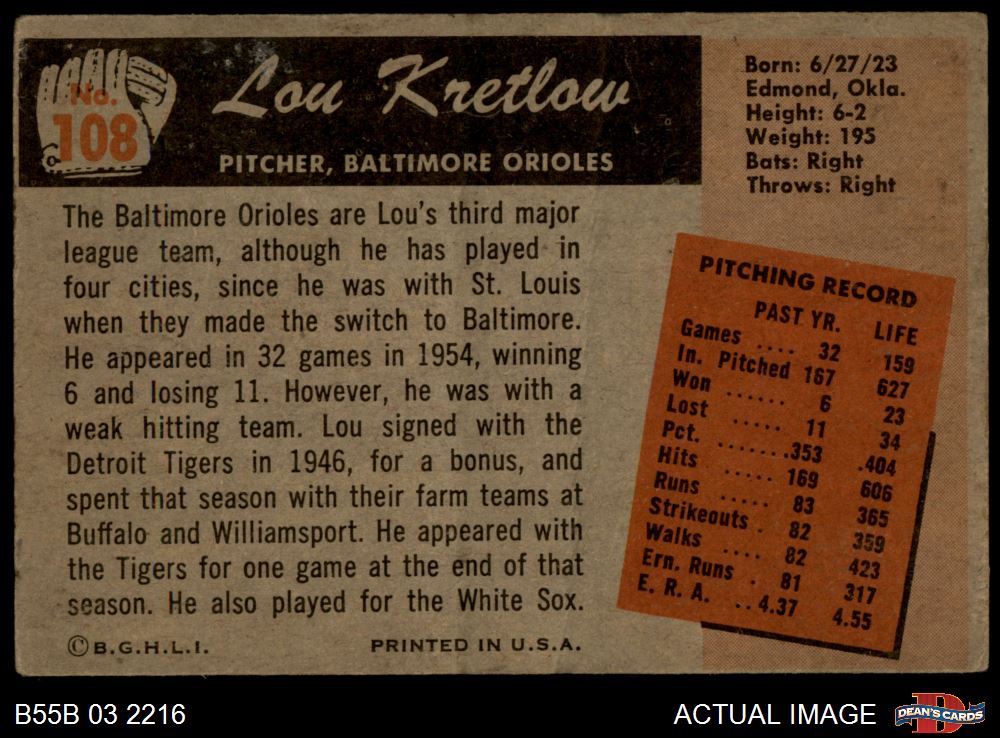 No.
108
Lou Kretlow
PITCHER, BALTIMORE ORIOLES
Born: 6/27/23
Edmond, Okla.
Height: 6-2
Weight: 195
Bats: Right
Throws: Right
The Baltimore Orioles are Lou's third major
league team, although he has played in
four cities, since he was with St. Louis
when they made the switch to Baltimore.
He appeared in 32 games in 1954, winning
6 and losing 11. However, he was with a
weak hitting team. Lou signed with the
Detroit Tigers in 1946, for a bonus, and
spent that season with their farm teams at
Buffalo and Williamsport. He appeared with
the Tigers for one game at the end of that
season. He also played for the White Sox.
PITCHING RECORD
PAST YR. LIFE
Games .... 32 159
In. Pitched 167 627
Won ...... 6 23
Lost ..... 11 34
Pct. .......353 .404
Hits ..... 169 606
Runs ..... 83 365
Strikeouts . 82 359
Walks .... 82 423
Ern. Runs . 81 317
E. R. A. ..4.37 4.55
©B.G.H.L.I. PRINTED IN U.S.A.
B55B 03 2216 ACTUAL IMAGE D DEAN'S CARDS